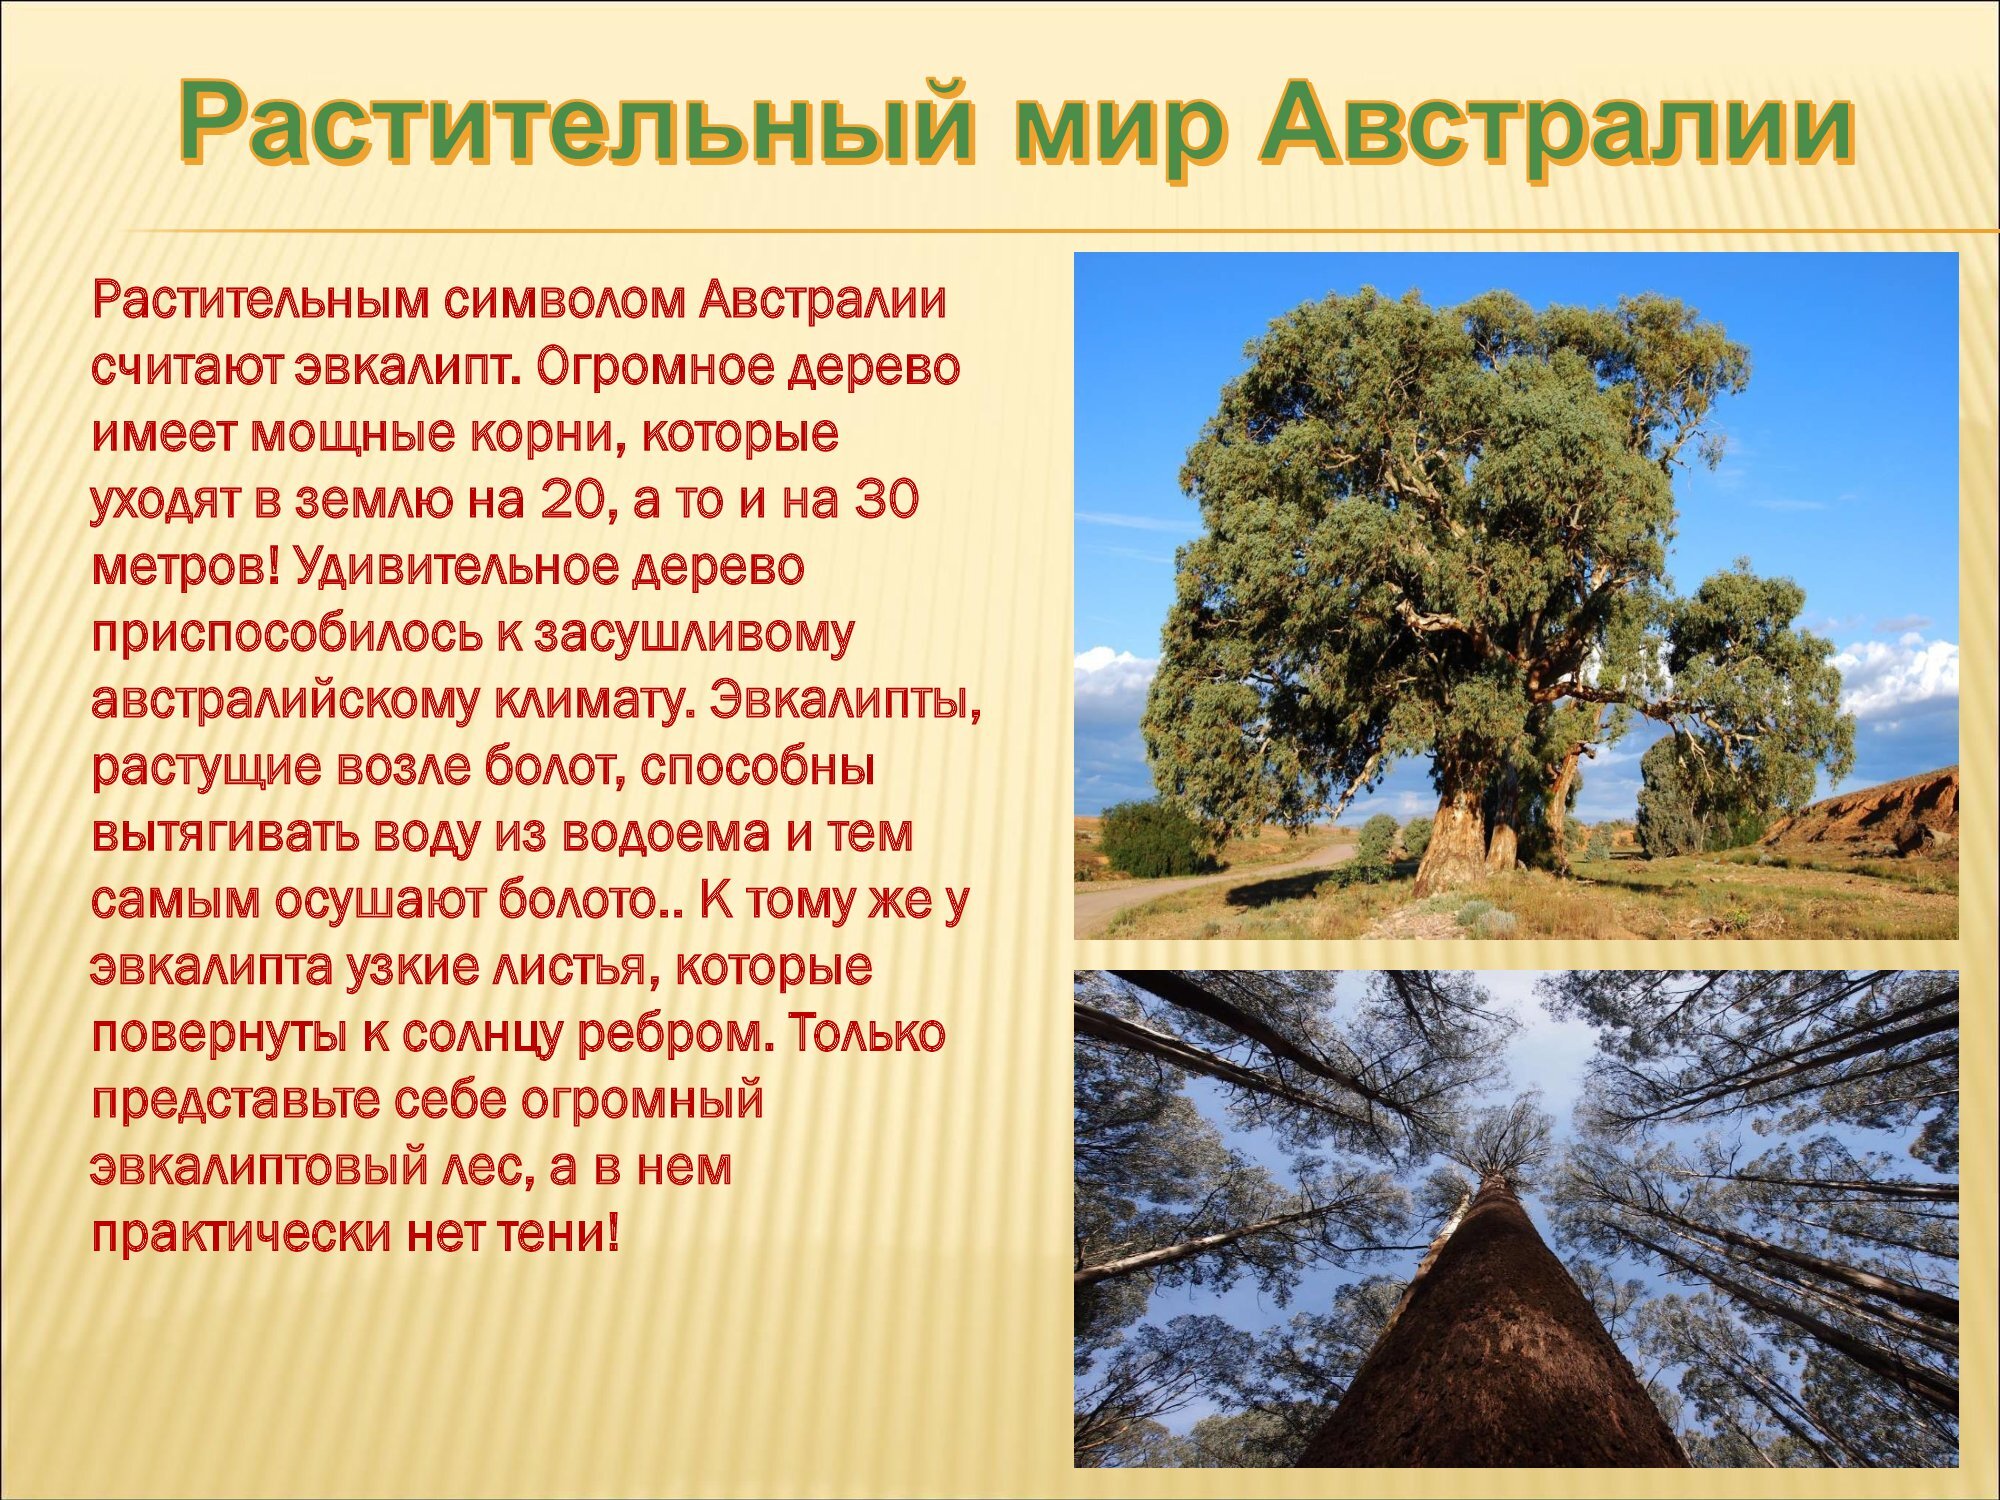 Растительный мир Австралии
Растительным символом Австралии
считают эвкалипт. Огромное дерево
имеет мощные корни, которые
уходят в землю на 20, а то и на 30
метров! Удивительное дерево
приспособилось к засушливому
австралийскому климату. Эвкалипты,
растущие возле болот, способны
вытягивать воду из водоема и тем
самым осушают болото.. К тому же у
эвкалипта узкие листья, которые
повернуты к солнцу ребром. Только
представьте себе огромный
эвкалиптовый лес, а в нем
практически нет тени!